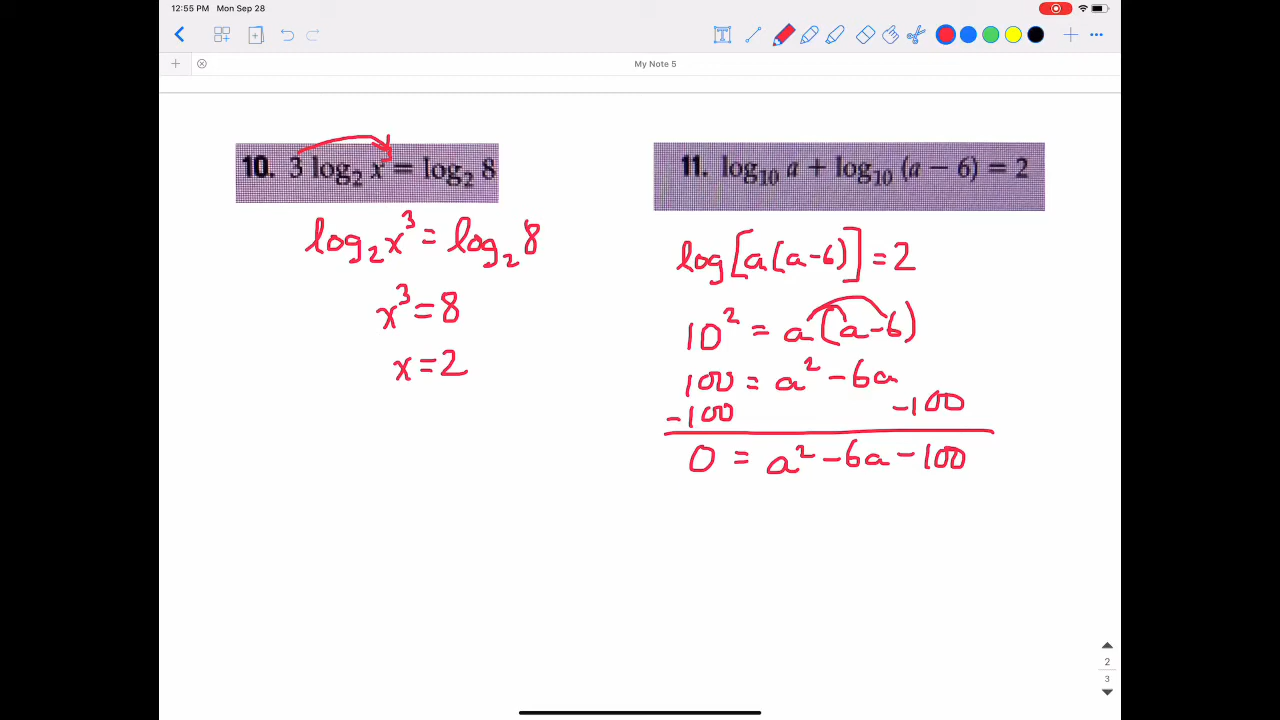 12:55 PM Mon Sep 28
My Note 5
10. 3 log₂ x = log₂ 8
log₂ x³ = log₂ 8
x³ = 8
x = 2
11. log₁₀ a + log₁₀ (a − 6) = 2
log[a(a-6)] = 2
10² = a(a-6)
100 = a² - 6a
-100 -100
0 = a² - 6a - 100
2
3